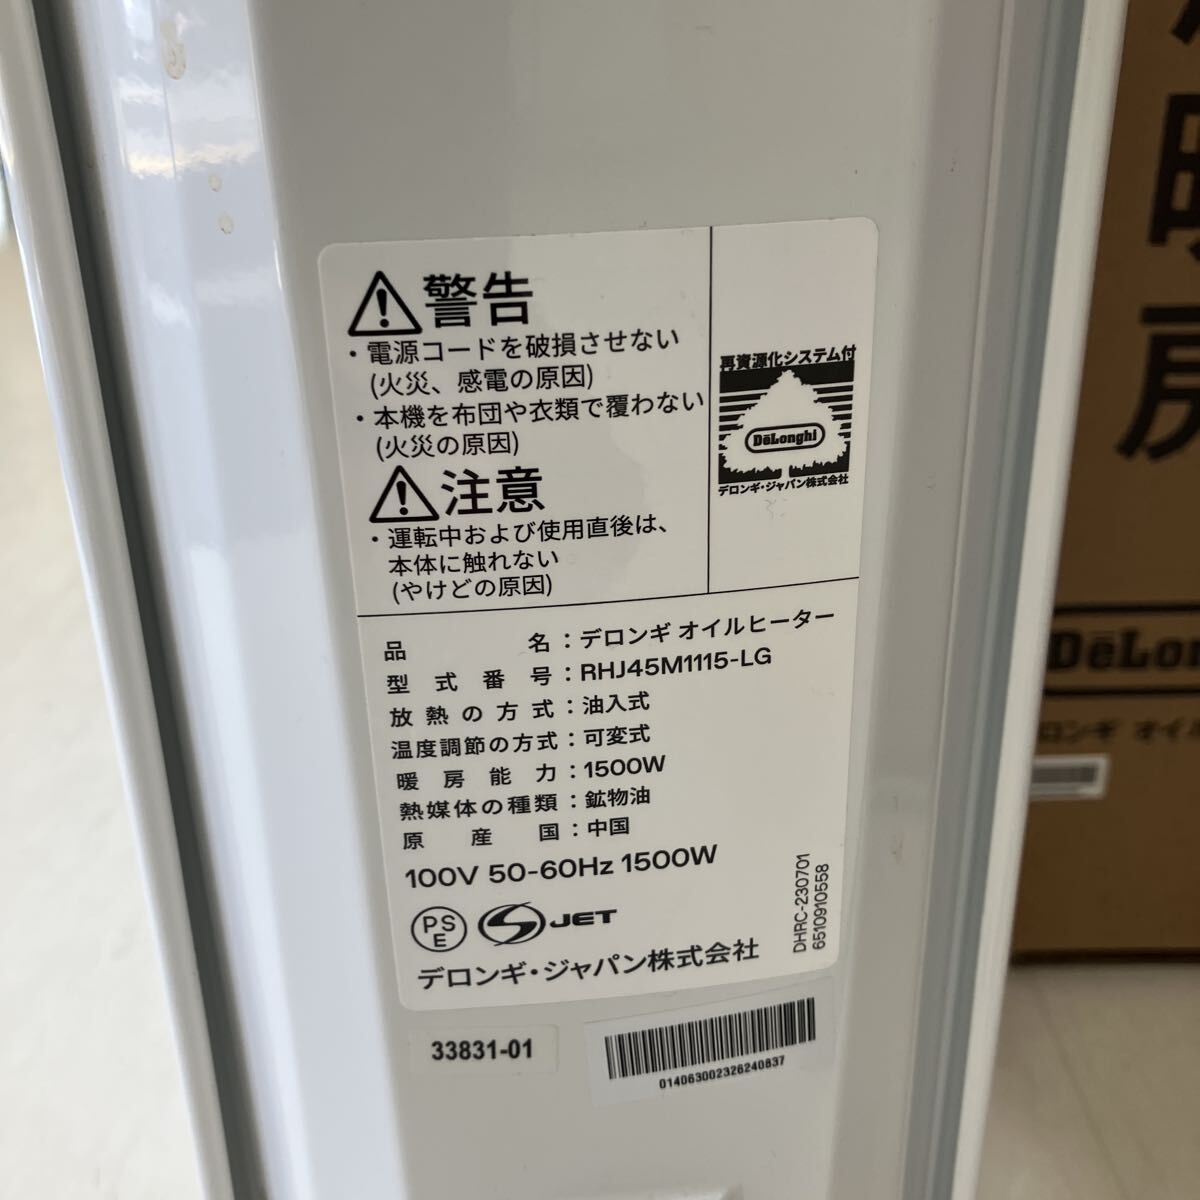 警告
・電源コードを破損させない
(火災、感電の原因)
・本機を布団や衣類で覆わない
(火災の原因)
注意
・運転中および使用直後は、
本体に触れない
(やけどの原因)
再資源化システム付
DēLonghi
デロンギ・ジャパン株式会社
品名：デロンギ オイルヒーター
型式番号：RHJ45M1115-LG
放熱の方式：油入式
温度調節の方式：可変式
暖房能力：1500W
熱媒体の種類：鉱物油
原産国：中国
100V 50-60Hz 1500W
PSE
S JET
デロンギ・ジャパン株式会社
DHRC-230701
6510910558
33831-01
014063002326240837
暖
房
DēLon
ロンギ オイ